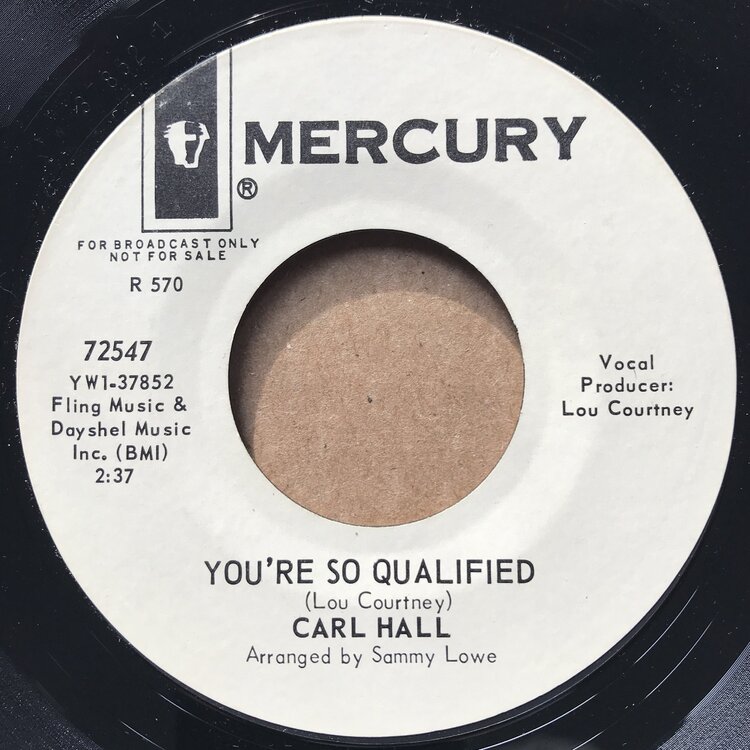 MERCURY
®
FOR BROADCAST ONLY
NOT FOR SALE
R 570
72547
YW1-37852
Fling Music &
Dayshel Music
Inc. (BMI)
2:37
Vocal
Producer:
Lou Courtney
YOU'RE SO QUALIFIED
(Lou Courtney)
CARL HALL
Arranged by Sammy Lowe